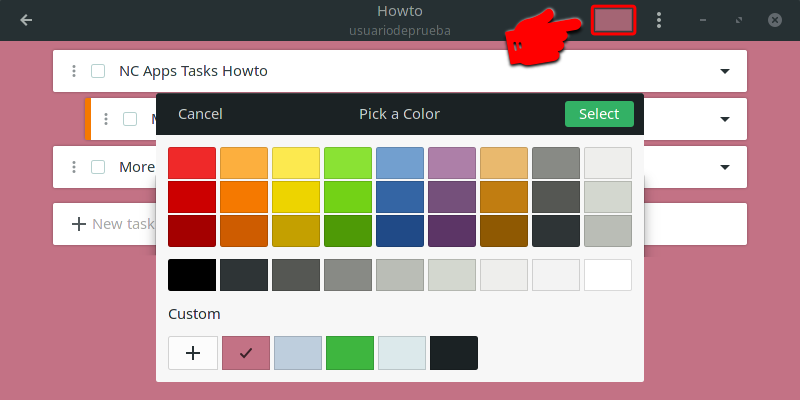 Howto
usuariodeprueba
NC Apps Tasks Howto
Cancel
Pick a Color
Select
More
New task
Custom